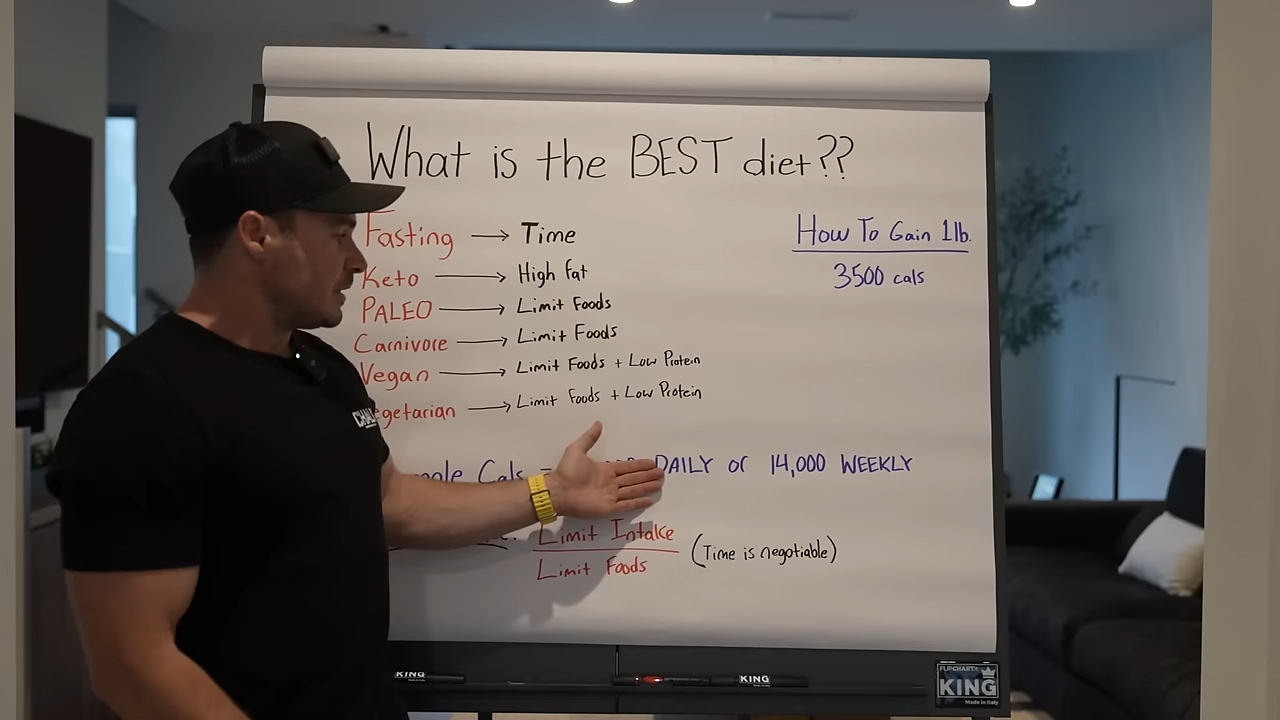 What is the BEST diet??
Fasting → Time
Keto → High Fat
PALEO → Limit Foods
Carnivore → Limit Foods
Vegan → Limit Foods + Low Protein
egetarian → Limit Foods + Low Protein
How To Gain 1lb.
3500 cals
Cals = DAILY or 14,000 WEEKLY
Limit Intake
Limit Foods
(Time is negotiable)
KING
KING
FLIPCHART
KING
Made in Italy